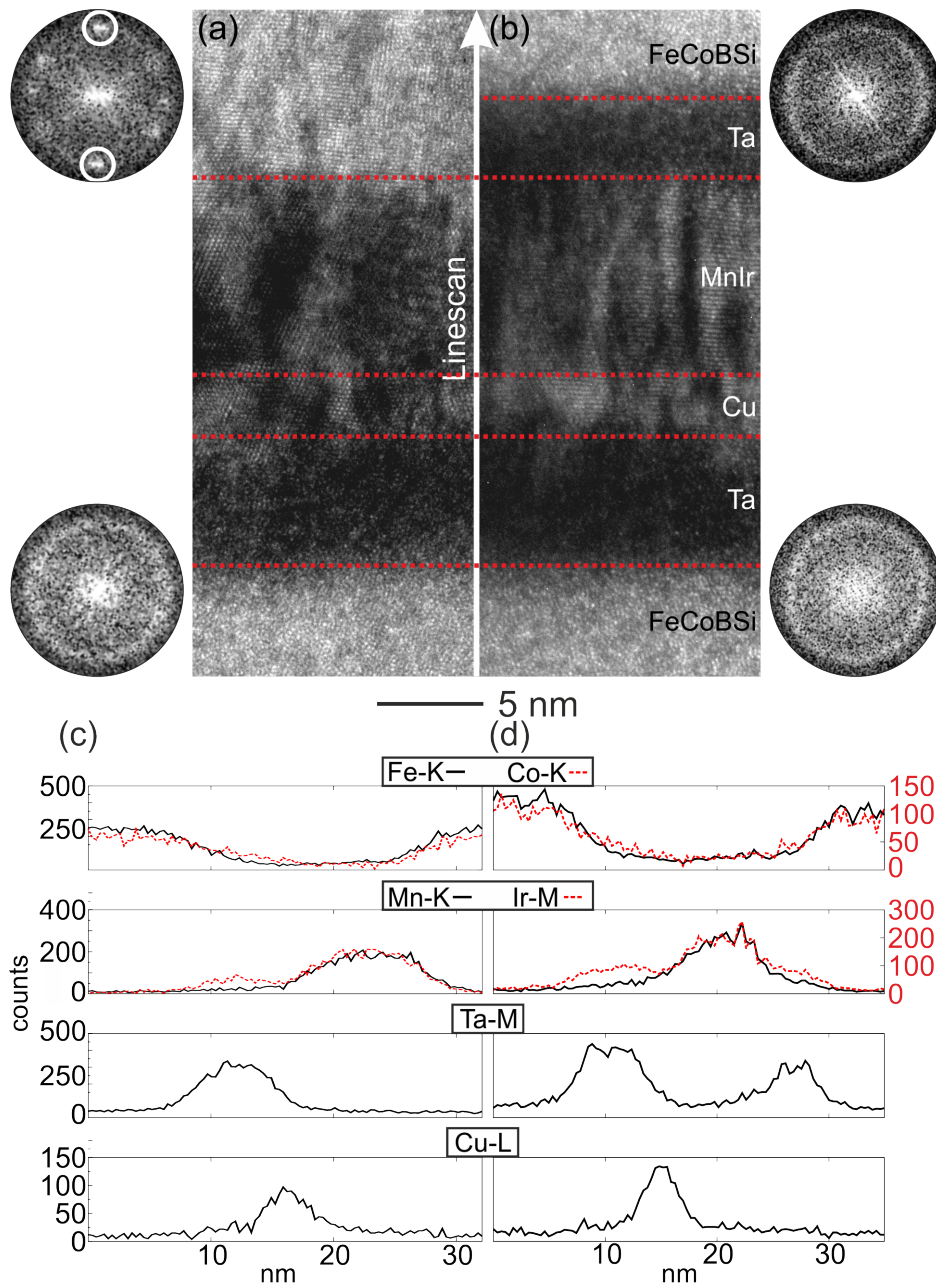 (a)
(b)
FeCoBSi
Ta
MnIr
Linescan
Cu
Ta
FeCoBSi
5 nm
(c)
(d)
Fe-K
Co-K
500
250
150
100
50
0
Mn-K
Ir-M
400
200
0
300
200
100
0
counts
Ta-M
500
250
0
Cu-L
150
100
50
0
10
20
30
10
20
30
nm
nm